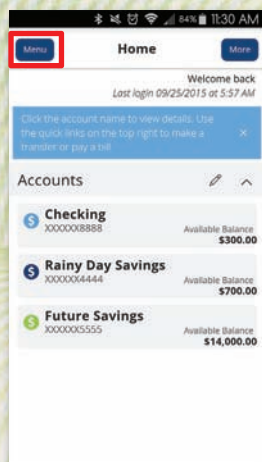 84% 11:30 AM
Menu Home More
Welcome back
Last login 09/25/2015 at 5:57 AM
Click the account name to view details. Use
the quick links on the top right to make a
transfer or pay a bill
Accounts
Checking
XXXXXX8888 Available Balance
$300.00
Rainy Day Savings
XXXXXX4444 Available Balance
$700.00
Future Savings
XXXXXX5555 Available Balance
$14,000.00